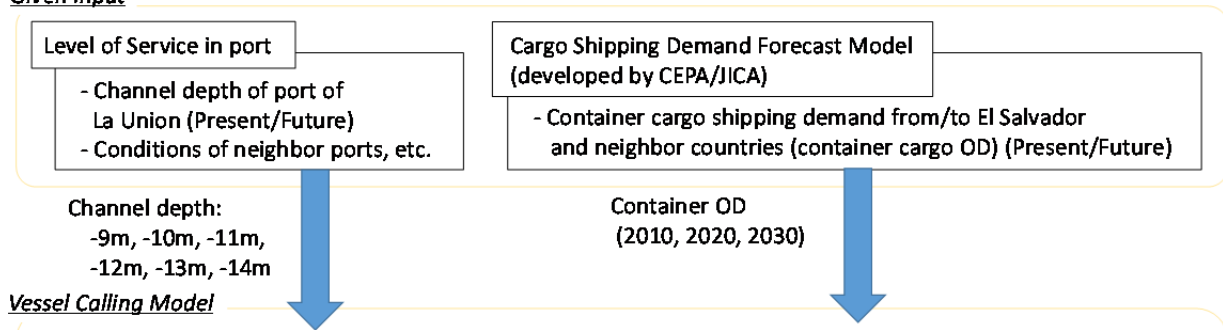 Given Input
Level of Service in port
- Channel depth of port of
La Union (Present/Future)
- Conditions of neighbor ports, etc.
Cargo Shipping Demand Forecast Model
(developed by CEPA/JICA)
- Container cargo shipping demand from/to El Salvador
and neighbor countries (container cargo OD) (Present/Future)
Channel depth:
-9m, -10m, -11m,
-12m, -13m, -14m
Container OD
(2010, 2020, 2030)
Vessel Calling Model